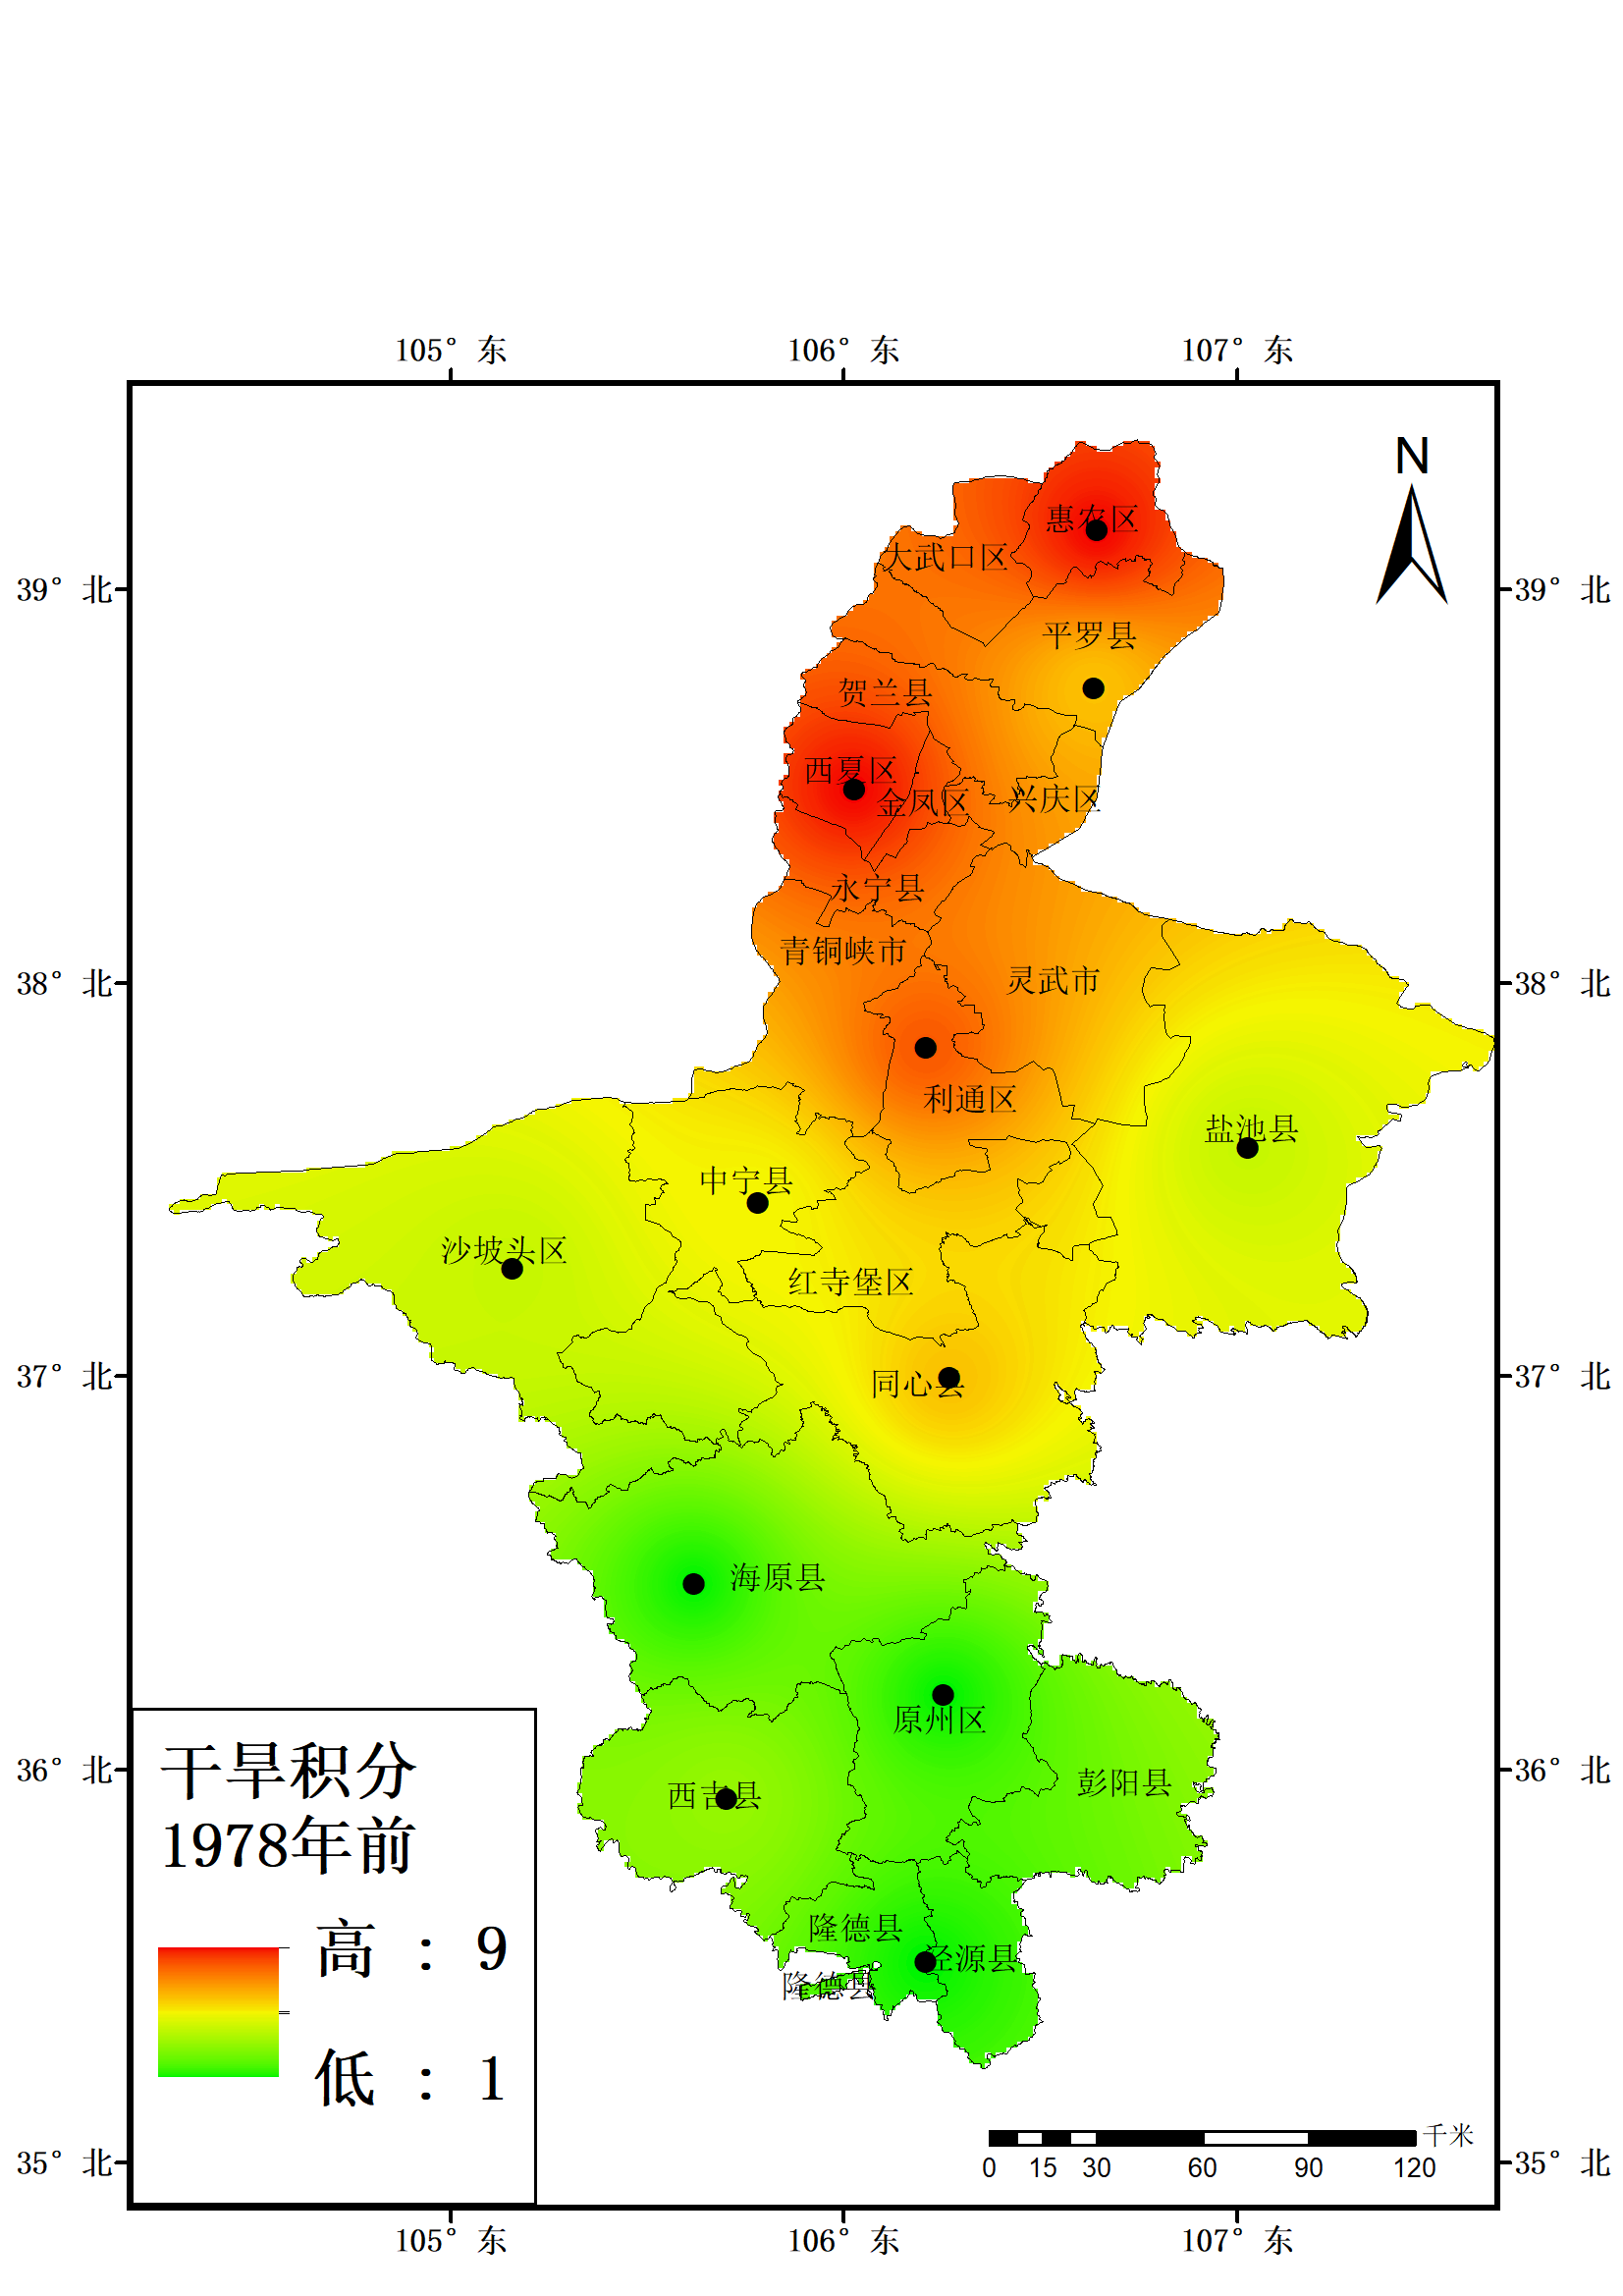 105° 东 106° 东 107° 东
N
惠农区
大武口区
39° 北 39° 北
平罗县
贺兰县
西夏区
金凤区 兴庆区
永宁县
青铜峡市
38° 北 灵武市 38° 北
利通区
盐池县
中宁县
沙坡头区
红寺堡区
37° 北 同心县 37° 北
海原县
原州区
36° 北 36° 北
彭阳县
西吉县
隆德县
泾源县
隆德县
干旱积分
1978年前
高 : 9
低 : 1
千米
35° 北 0 15 30 60 90 120 35° 北
105° 东 106° 东 107° 东